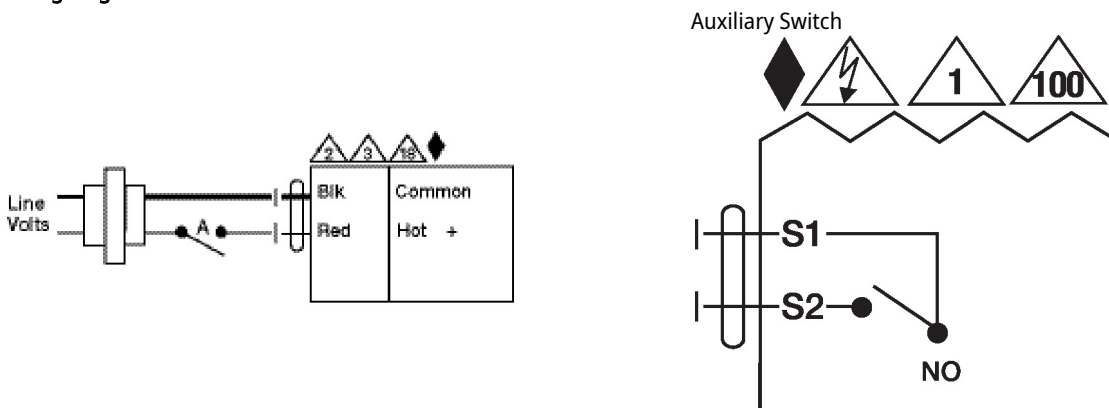 Auxiliary Switch
1
100
2
3
18
Line
Volts
A
Blk
Common
Red
Hot +
S1
S2
NO